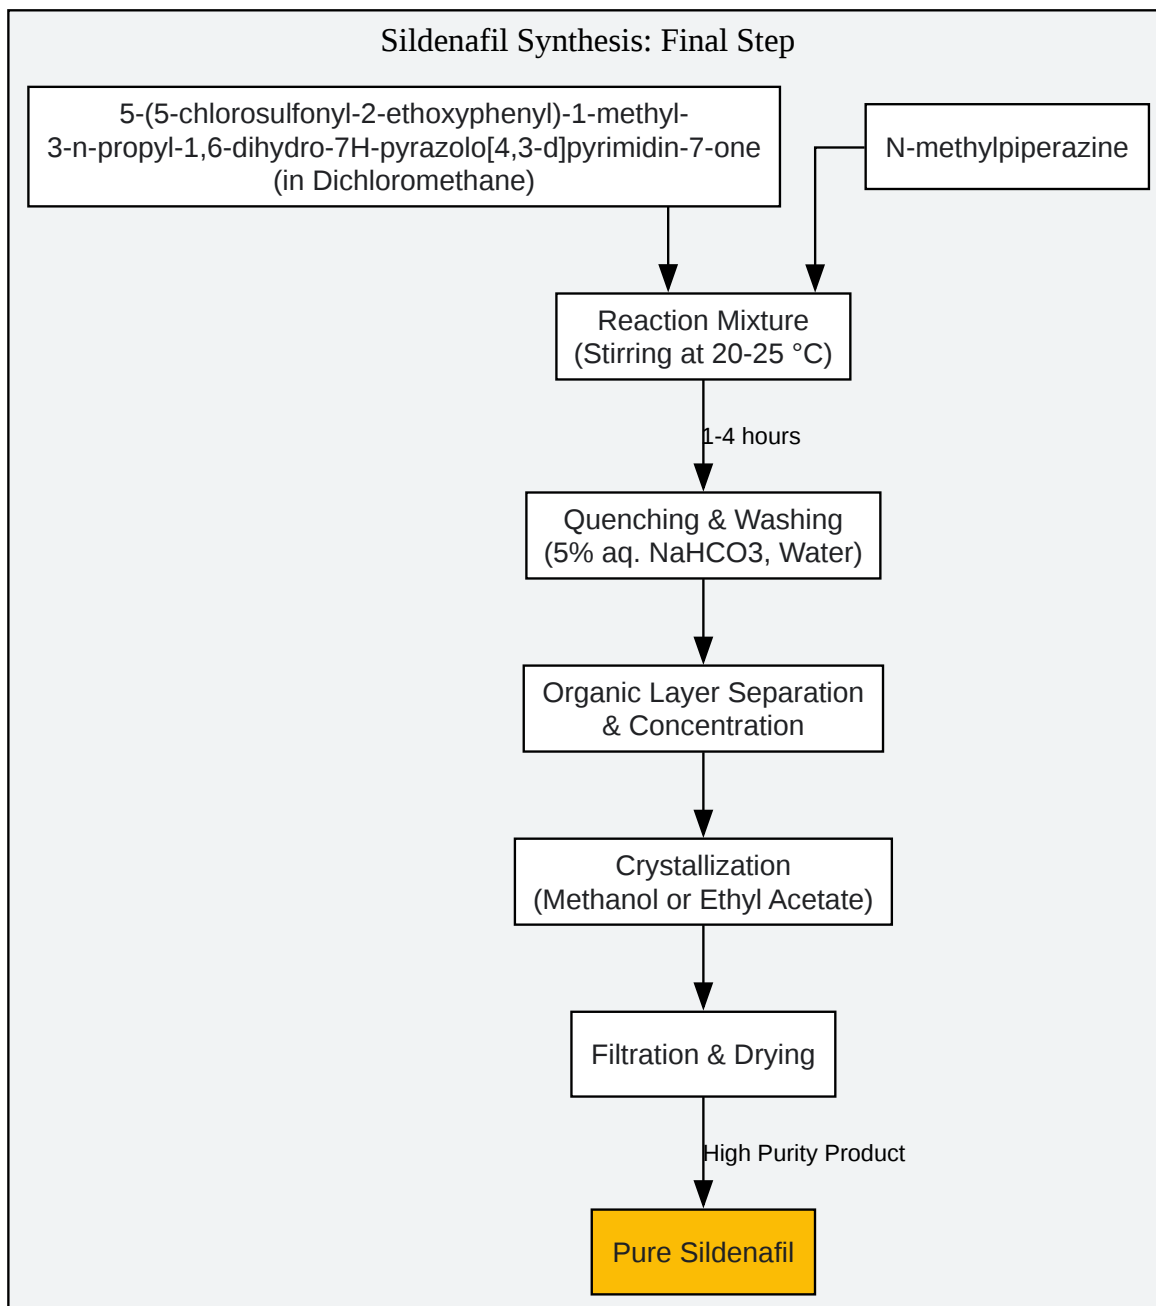 Sildenafil Synthesis: Final Step
5-(5-chlorosulfonyl-2-ethoxyphenyl)-1-methyl-
3-n-propyl-1,6-dihydro-7H-pyrazolo[4,3-d]pyrimidin-7-one
(in Dichloromethane)
N-methylpiperazine
Reaction Mixture
(Stirring at 20-25 °C)
1-4 hours
Quenching & Washing
(5% aq. NaHCO3, Water)
Organic Layer Separation
& Concentration
Crystallization
(Methanol or Ethyl Acetate)
Filtration & Drying
High Purity Product
Pure Sildenafil